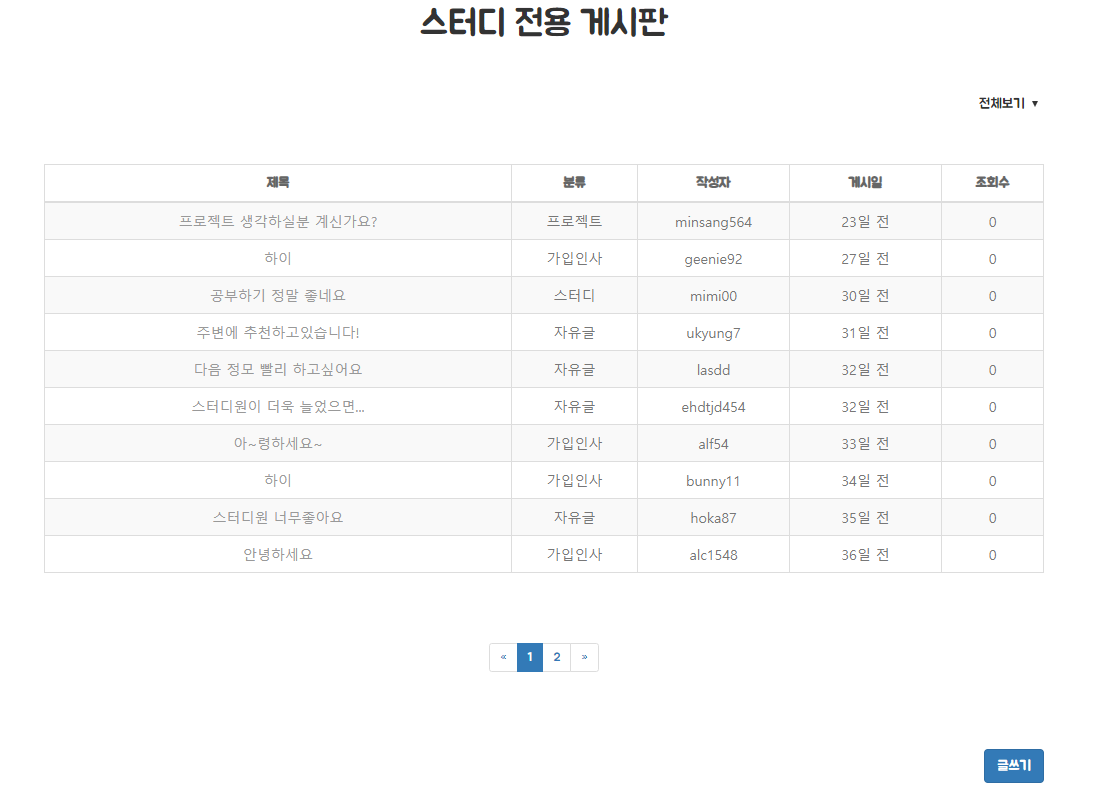 스터디 전용 게시판
전체보기 ▼
제목 분류 작성자 게시일 조회수
프로젝트 생각하실분 계신가요? 프로젝트 minsang564 23일 전 0
하이 가입인사 geenie92 27일 전 0
공부하기 정말 좋네요 스터디 mimi00 30일 전 0
주변에 추천하고있습니다! 자유글 ukyung7 31일 전 0
다음 정모 빨리 하고싶어요 자유글 lasdd 32일 전 0
스터디원이 더욱 늘었으면... 자유글 ehdtjd454 32일 전 0
아~령하세요~ 가입인사 alf54 33일 전 0
하이 가입인사 bunny11 34일 전 0
스터디원 너무좋아요 자유글 hoka87 35일 전 0
안녕하세요 가입인사 alc1548 36일 전 0
« 1 2 »
글쓰기